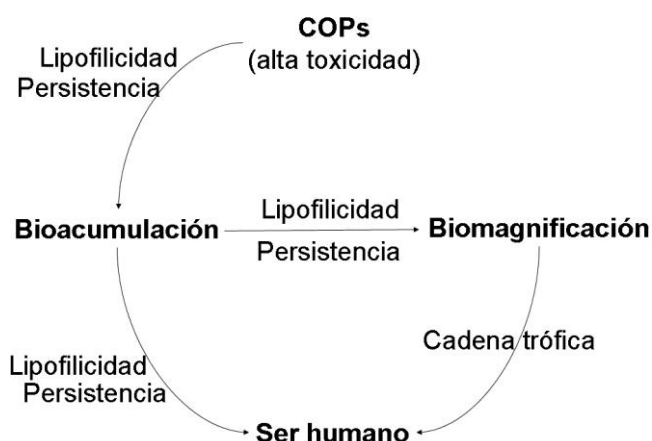 COPs
(alta toxicidad)
Lipofilicidad
Persistencia
Bioacumulación
Lipofilicidad
Persistencia
Biomagnificación
Cadena trófica
Lipofilicidad
Persistencia
Ser humano